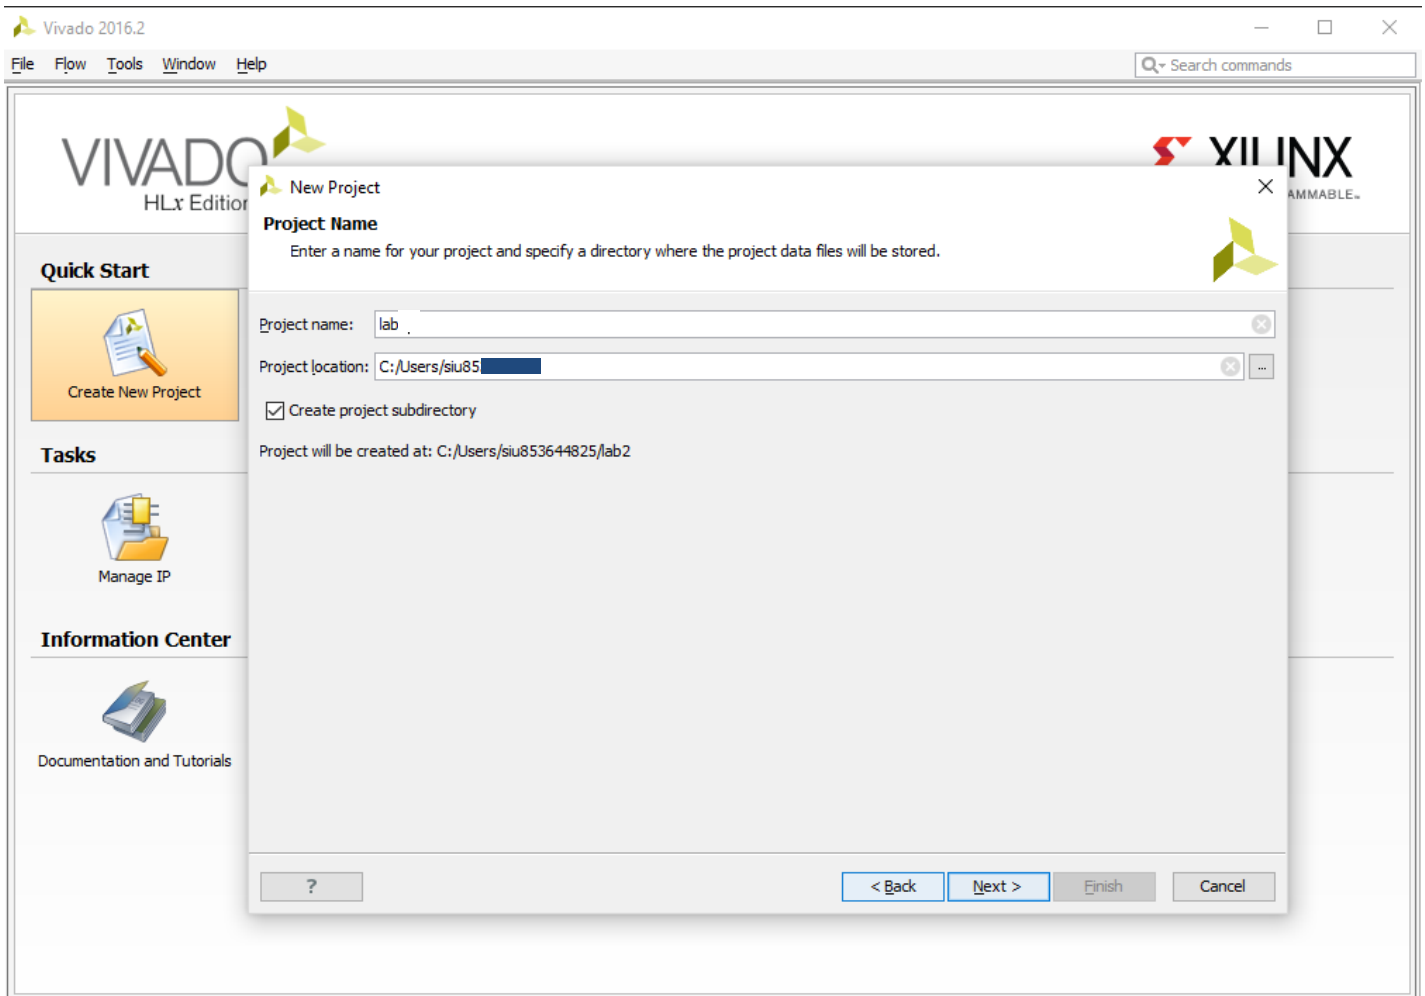 Vivado 2016.2
File Flow Tools Window Help
Search commands
VIVADO
HLx Edition
XILINX
AMMABLE
New Project
Project Name
Enter a name for your project and specify a directory where the project data files will be stored.
Quick Start
Create New Project
Project name: lab
Project location: C:/Users/siu85
...
Create project subdirectory
Project will be created at: C:/Users/siu853644825/lab2
Tasks
Manage IP
Information Center
Documentation and Tutorials
?
< Back
Next >
Finish
Cancel